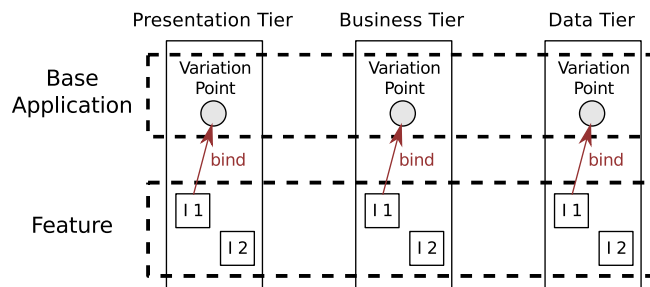 Presentation Tier
Business Tier
Data Tier
Base
Application
Variation
Point
Variation
Point
Variation
Point
bind
bind
bind
Feature
I 1
I 1
I 1
I 2
I 2
I 2